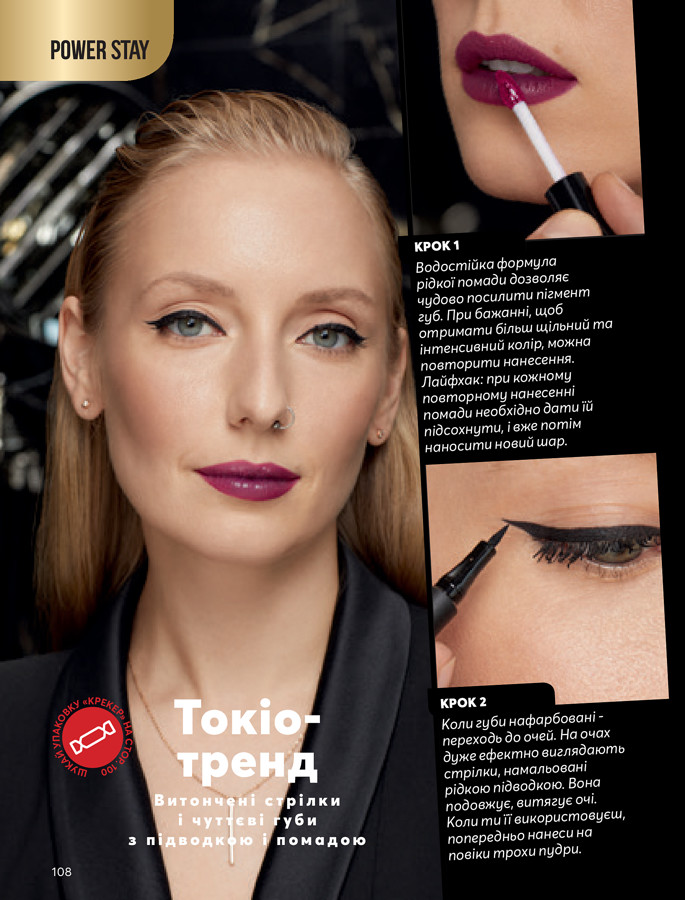 POWER STAY
КРОК 1
Водостійка формула
рідкої помади дозволяє
чудово посилити пігмент
губ. При бажанні, щоб
отримати більш щільний та
інтенсивний колір, можна
повторити нанесення.
Лайфхак: при кожному
повторному нанесенні
помади необхідно дати їй
підсохнути, і вже потім
наносити новий шар.
КРОК 2
Коли губи нафарбовані -
переходь до очей. На очах
дуже ефектно виглядають
стрілки, намальовані
рідкою підводкою. Вона
подовжує, витягує очі.
Коли ти її використовуєш,
попередньо нанеси на
повіки трохи пудри.
ШУКАЙ УПАКОВКУ «КРЕКЕР» НА СТОР. 100
Токіо-
тренд
Витончені стрілки
і чуттєві губи
з підводкою і помадою
108